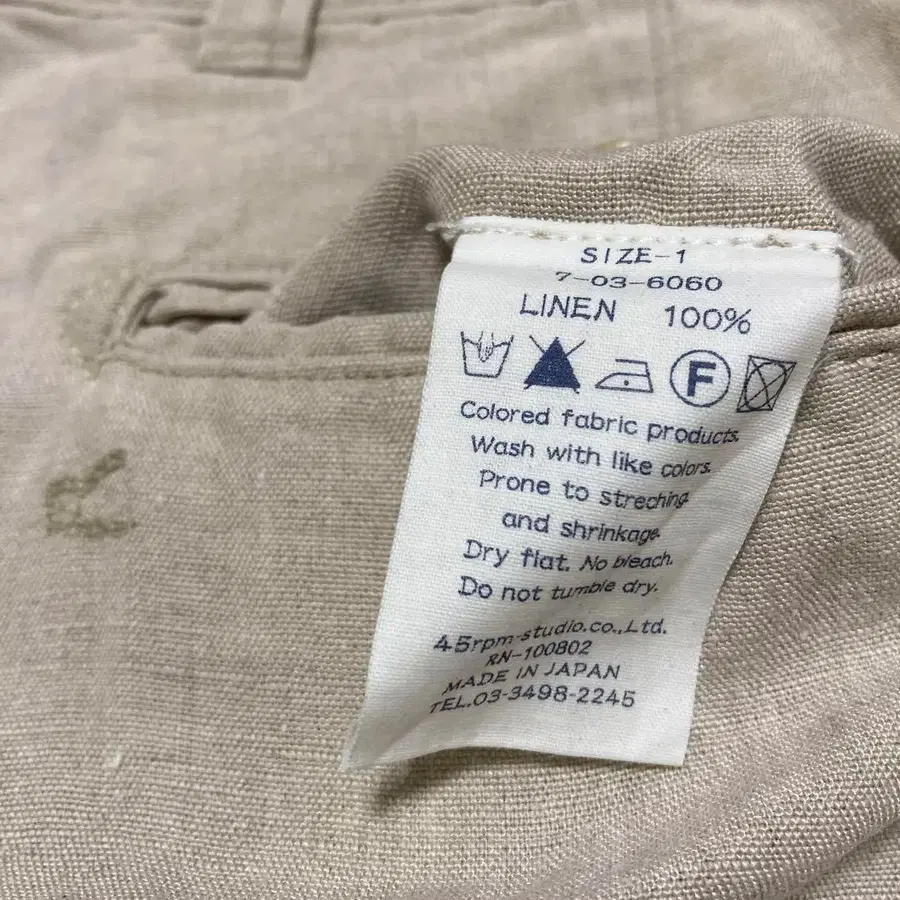 SIZE-1
7-03-6060
LINEN 100%
F
Colored fabric products.
Wash with like colors.
Prone to streching
and shrinkage.
Dry flat. No bleach.
Do not tumble dry.
45rpm-studio.co.,Ltd.
RN-100802
MADE IN JAPAN
TEL.03-3498-2245
R